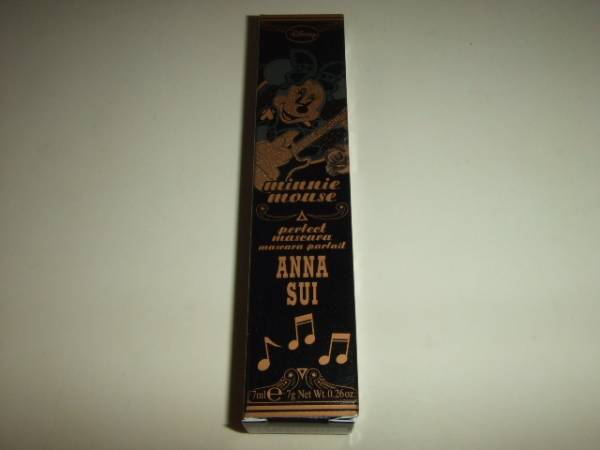 Disney
minnie
mouse
perfect
mascara
mascara parfait
ANNA
SUI
7ml e 7g Net Wt. 0.26oz.